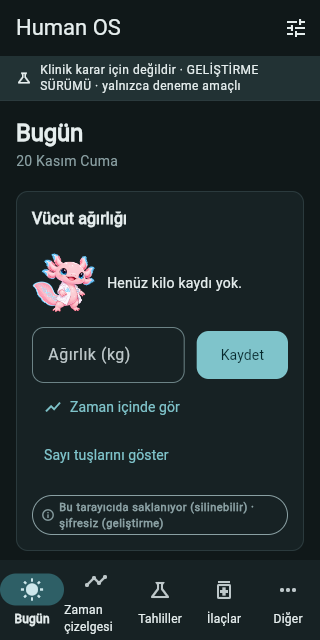 Human OS
Klinik karar için değildir · GELİŞTİRME
SÜRÜMÜ · yalnızca deneme amaçlı
Bugün
20 Kasım Cuma
Vücut ağırlığı
Henüz kilo kaydı yok.
Ağırlık (kg)
Kaydet
Zaman içinde gör
Sayı tuşlarını göster
Bu tarayıcıda saklanıyor (silinebilir) ·
şifresiz (geliştirme)
Bugün
Zaman
çizelgesi
Tahliller
İlaçlar
Diğer